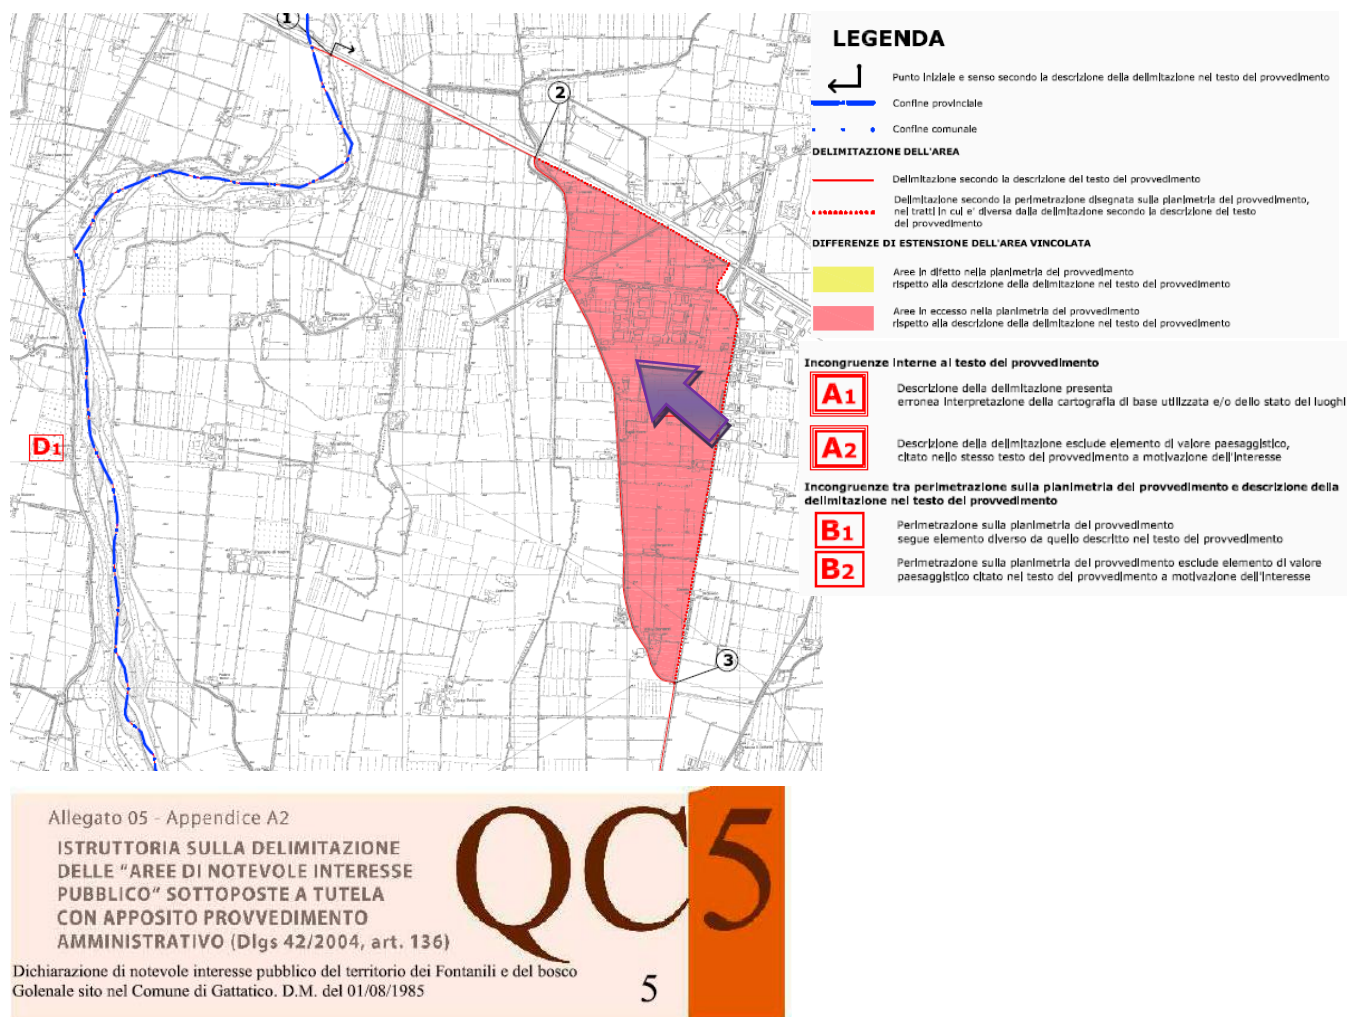 1
2
GATTATICO
D1
3
LEGENDA
Punto iniziale e senso secondo la descrizione della delimitazione nel testo del provvedimento
Confine provinciale
Confine comunale
DELIMITAZIONE DELL'AREA
Delimitazione secondo la descrizione del testo del provvedimento
Delimitazione secondo la perimetrazione disegnata sulla planimetria del provvedimento,
nei tratti in cui e' diversa dalla delimitazione secondo la descrizione del testo
del provvedimento
DIFFERENZE DI ESTENSIONE DELL'AREA VINCOLATA
Aree in difetto nella planimetria del provvedimento
rispetto alla descrizione della delimitazione nel testo del provvedimento
Aree in eccesso nella planimetria del provvedimento
rispetto alla descrizione della delimitazione nel testo del provvedimento
Incongruenze interne al testo del provvedimento
A1
Descrizione della delimitazione presenta
erronea interpretazione della cartografia di base utilizzata e/o dello stato dei luoghi
A2
Descrizione della delimitazione esclude elemento di valore paesaggistico,
citato nello stesso testo del provvedimento a motivazione dell'interesse
Incongruenze tra perimetrazione sulla planimetria del provvedimento e descrizione della
delimitazione nel testo del provvedimento
B1
Perimetrazione sulla planimetria del provvedimento
segue elemento diverso da quello descritto nel testo del provvedimento
B2
Perimetrazione sulla planimetria del provvedimento esclude elemento di valore
paesaggistico citato nel testo del provvedimento a motivazione dell'interesse
Allegato 05 - Appendice A2
ISTRUTTORIA SULLA DELIMITAZIONE
DELLE "AREE DI NOTEVOLE INTERESSE
PUBBLICO" SOTTOPOSTE A TUTELA
CON APPOSITO PROVVEDIMENTO
AMMINISTRATIVO (Dlgs 42/2004, art. 136)
QC5
Dichiarazione di notevole interesse pubblico del territorio dei Fontanili e del bosco
Golenale sito nel Comune di Gattatico. D.M. del 01/08/1985
5